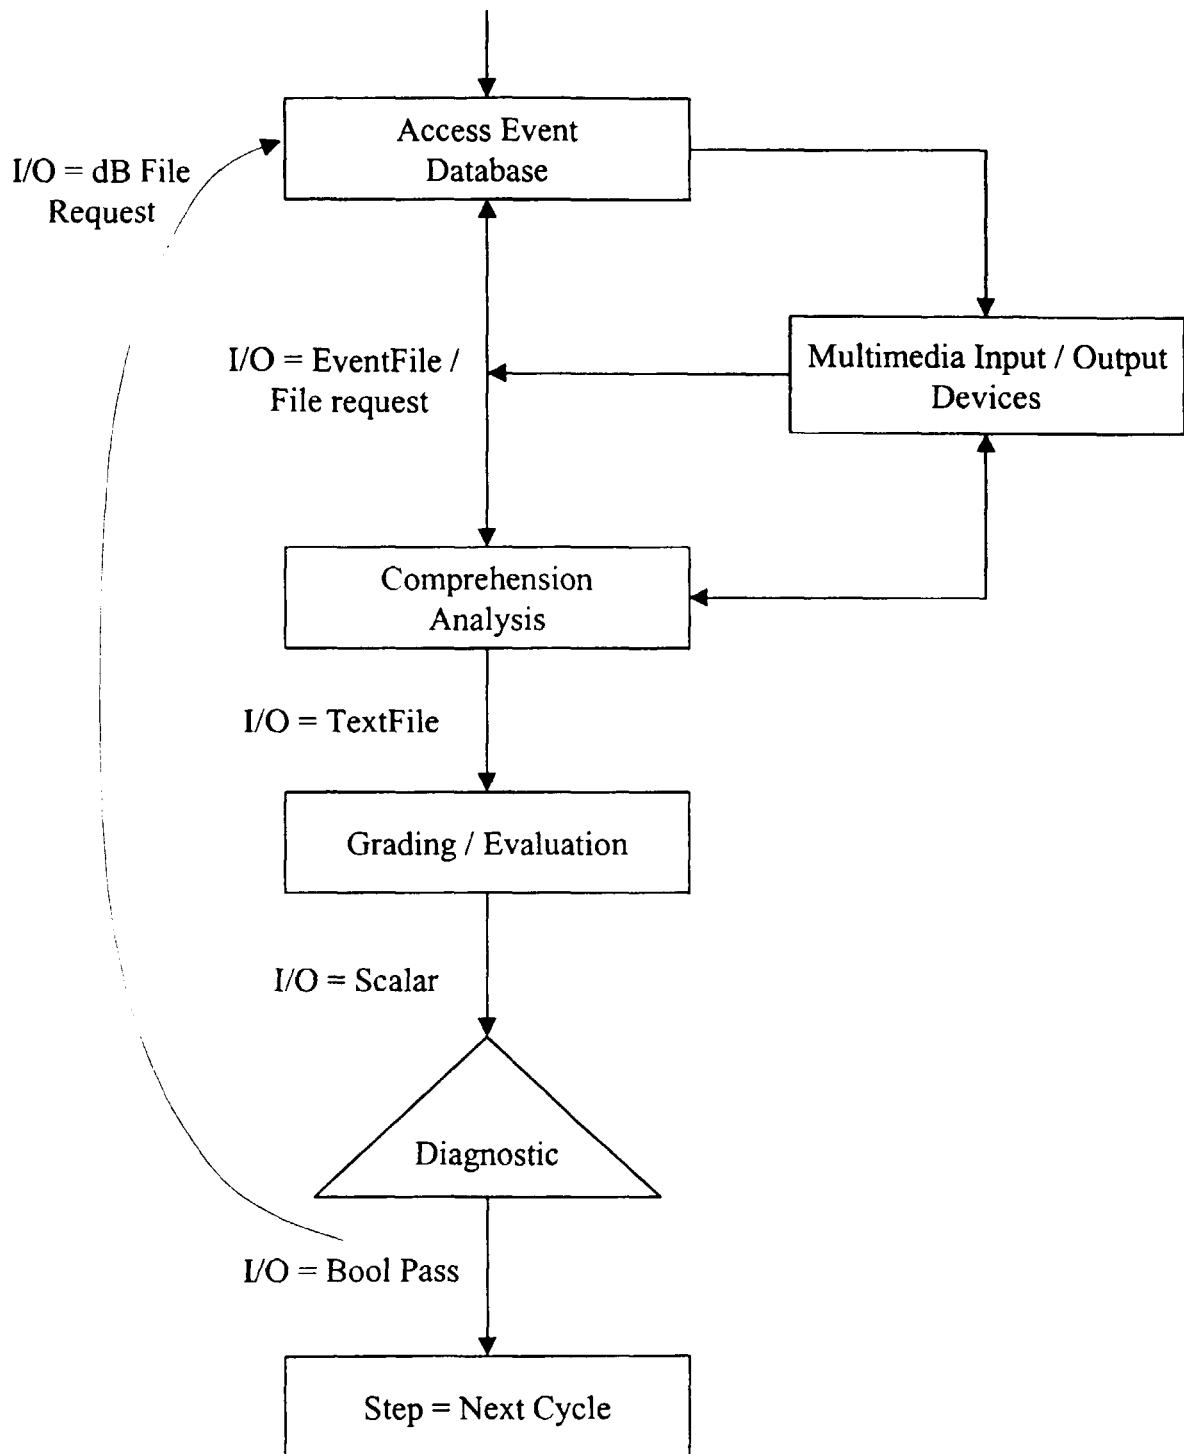 Access Event
Database
I/O = dB File
Request
I/O = EventFile /
File request
Multimedia Input / Output
Devices
Comprehension
Analysis
I/O = TextFile
Grading / Evaluation
I/O = Scalar
Diagnostic
I/O = Bool Pass
Step = Next Cycle